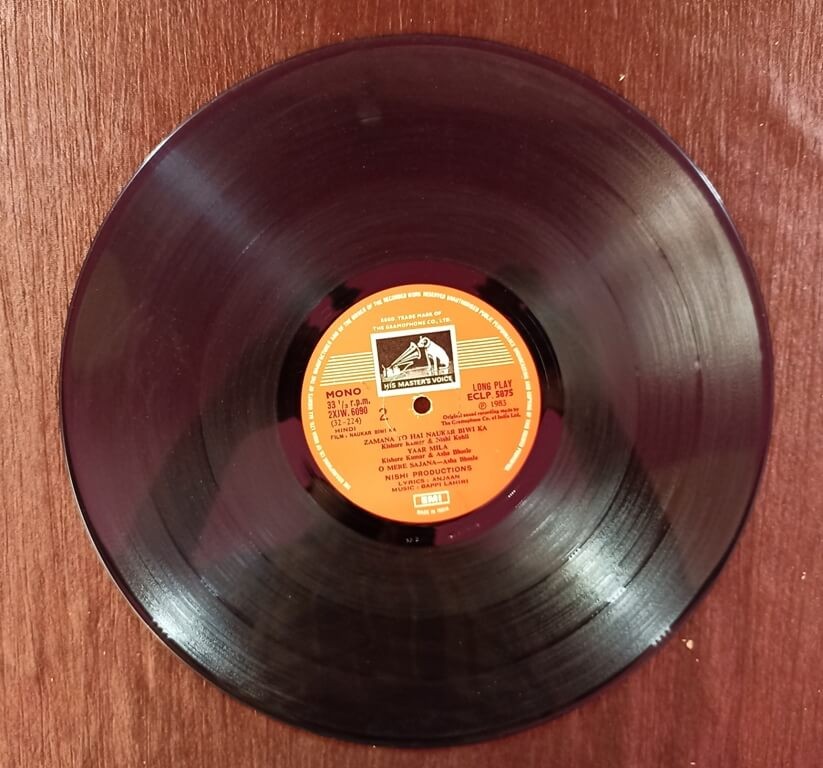 REGD. TRADE MARK OF
THE GRAMOPHONE CO., LTD.
HIS MASTER'S VOICE
MONO
33 1/3 r.p.m.
2XJW. 6090
(32-224)
HINDI
FILM : NAUKAR BIWI KA
2
LONG PLAY
ECLP. 5875
Ⓟ 1983
Original sound recording made by
The Gramophone Co. of India Ltd.
ZAMANA TO HAI NAUKAR BIWI KA
Kishore Kumar & Nishi Kohli
YAAR MILA
Kishore Kumar & Asha Bhosle
O MERE SAJANA—Asha Bhosle
NISHI PRODUCTIONS
LYRICS : ANJAAN
MUSIC : BAPPI LAHIRI
EMI
MADE IN INDIA